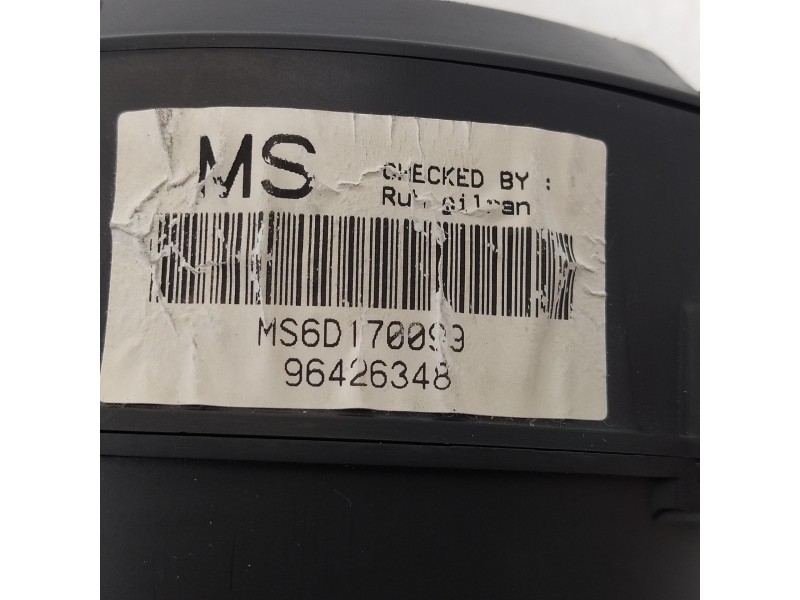 MS
CHECKED BY :
MS6D170099
96426348